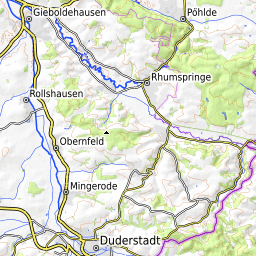 Gieboldehausen
Pöhlde
Rhumspringe
Rollshausen
Obernfeld
Mingerode
Duderstadt